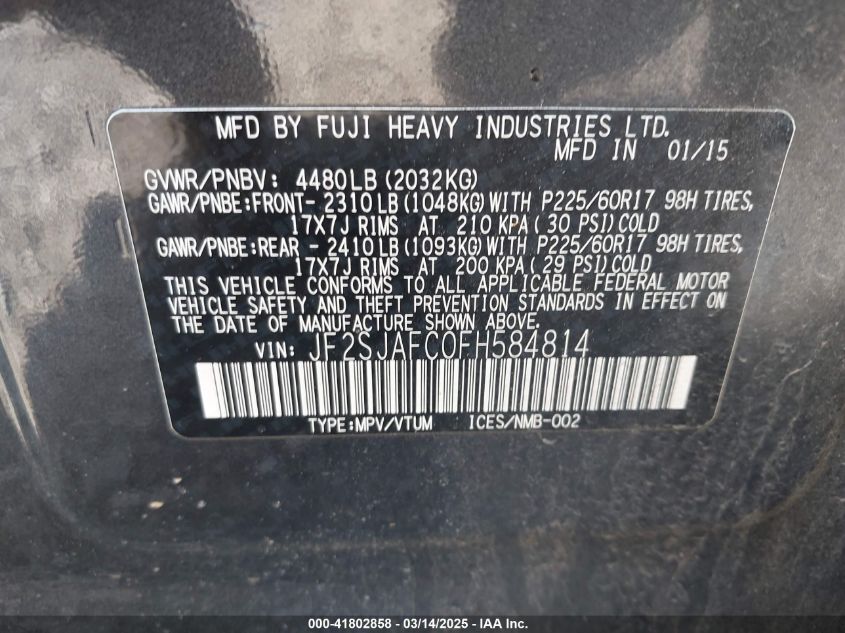 MFD BY FUJI HEAVY INDUSTRIES LTD.
MFD IN 01/15
GVWR/PNBV: 4480LB (2032KG)
GAWR/PNBE:FRONT- 2310LB (1048KG) WITH P225/60R17 98H TIRES,
17X7J RIMS AT 210 KPA ( 30 PSI) COLD
GAWR/PNBE:REAR - 2410LB (1093KG) WITH P225/60R17 98H TIRES,
17X7J RIMS AT 200 KPA ( 29 PSI) COLD
THIS VEHICLE CONFORMS TO ALL APPLICABLE FEDERAL MOTOR
VEHICLE SAFETY AND THEFT PREVENTION STANDARDS IN EFFECT ON
THE DATE OF MANUFACTURE SHOWN ABOVE.
VIN: JF2SJAFC0FH584814
TYPE:MPV/VTUM ICES/NMB-002
000-41802858 - 03/14/2025 - IAA Inc.